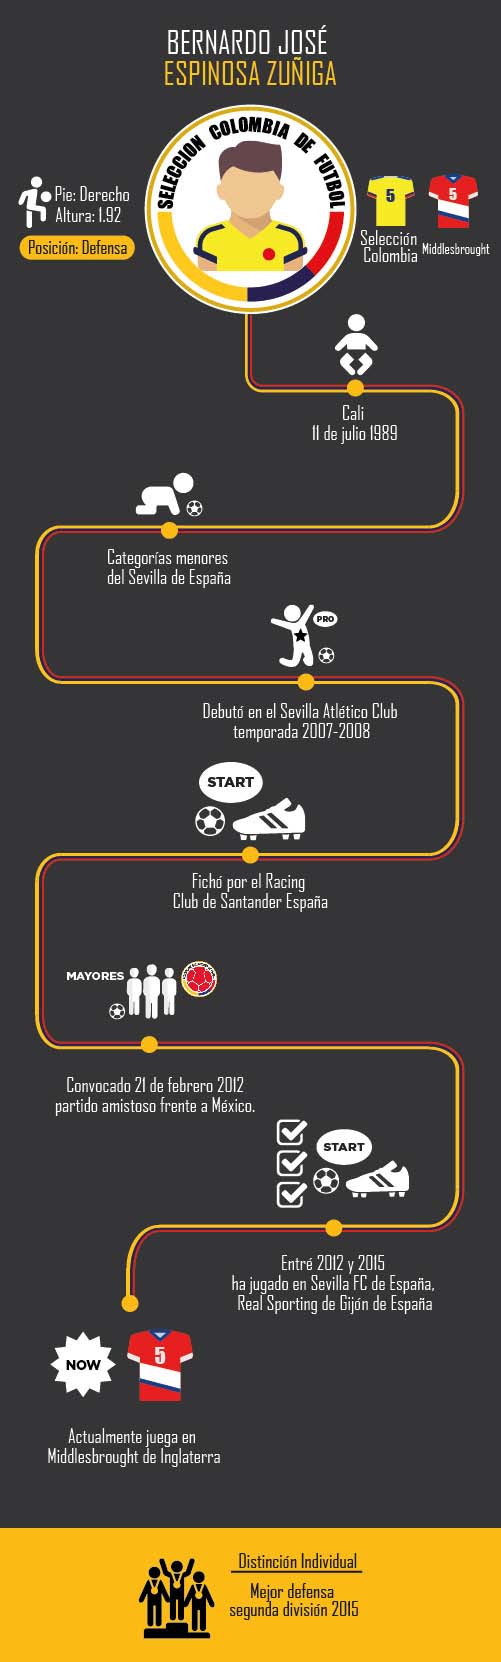 BERNARDO JOSÉ
ESPINOSA ZUÑIGA
SELECCION COLOMBIA DE FUTBOL
Pie: Derecho
Altura: 1.92
Posición: Defensa
5
5
Selección
Colombia
Middlesbrought
Cali
11 de julio 1989
Categorías menores
del Sevilla de España
PRO
Debutó en el Sevilla Atlético Club
temporada 2007-2008
START
Fichó por el Racing
Club de Santander España
MAYORES
Convocado 21 de febrero 2012
partido amistoso frente a México.
START
Entré 2012 y 2015
ha jugado en Sevilla FC de España,
Real Sporting de Gijón de España
NOW
5
Actualmente juega en
Middlesbrought de Inglaterra
Distinción Individual
Mejor defensa
segunda división 2015